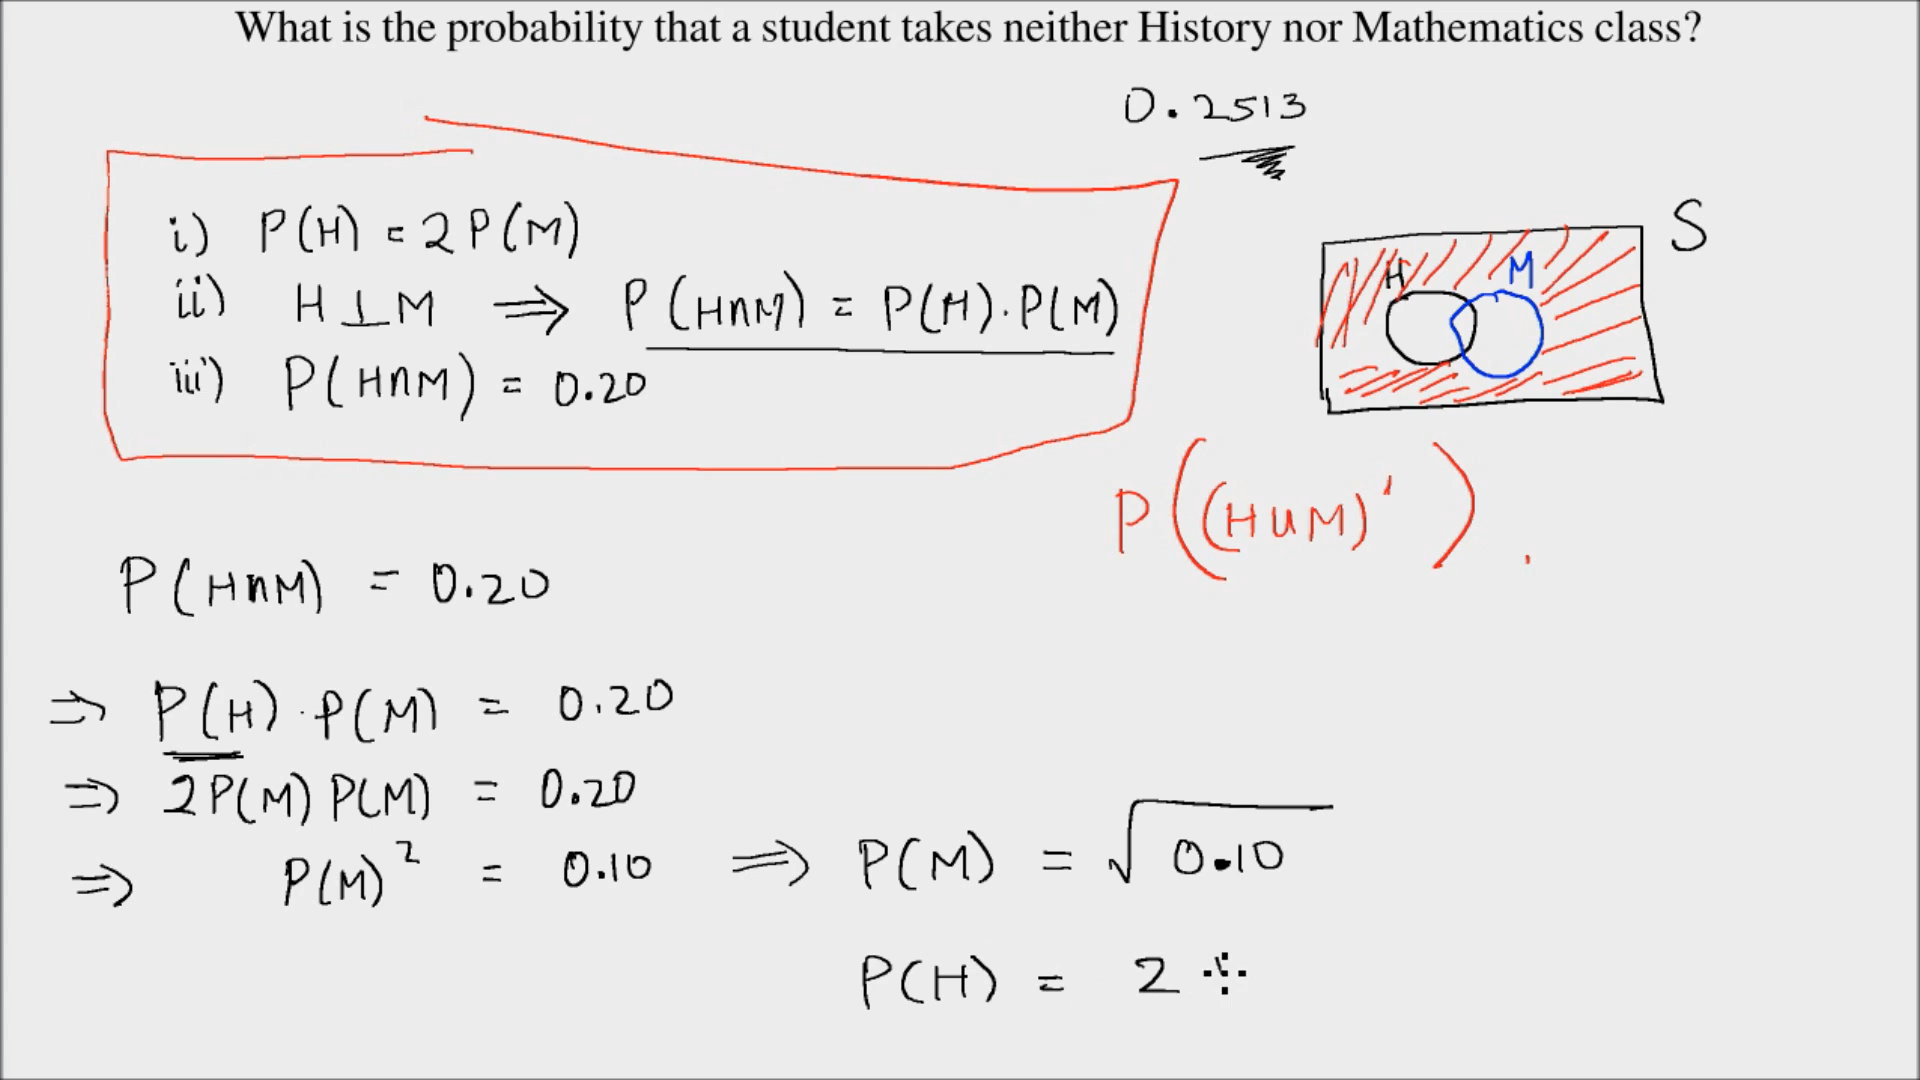 What is the probability that a student takes neither History nor Mathematics class?
0.2513
i) P(H) = 2P(M)
ii) H⊥M ⇒ P(H∩M) = P(H).P(M)
iii) P(H∩M) = 0.20
S
H M
P((H∪M)') .
P(H∩M) = 0.20
⇒ P(H).P(M) = 0.20
⇒ 2P(M)P(M) = 0.20
⇒ P(M)² = 0.10 ⇒ P(M) = √0.10
P(H) = 2